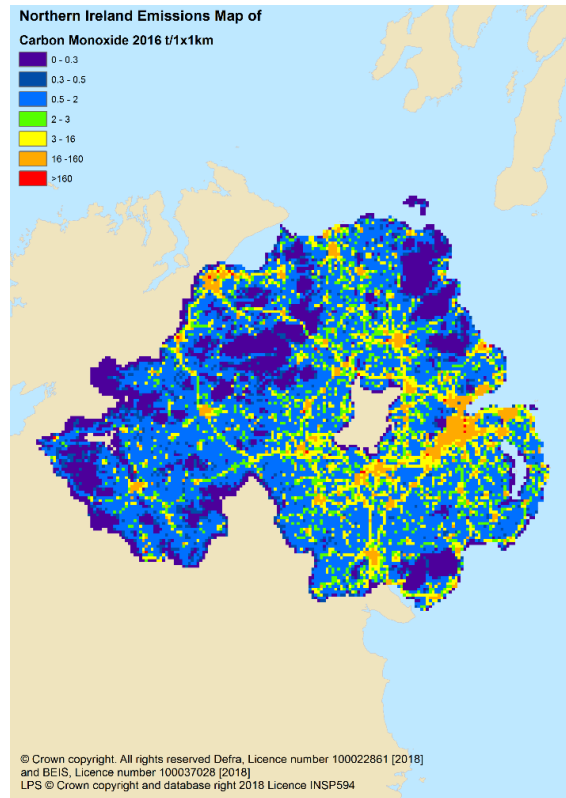 Northern Ireland Emissions Map of
Carbon Monoxide 2016 t/1x1km
0 - 0.3
0.3 - 0.5
0.5 - 2
2 - 3
3 - 16
16 -160
>160
© Crown copyright. All rights reserved Defra, Licence number 100022861 [2018]
and BEIS, Licence number 100037028 [2018]
LPS © Crown copyright and database right 2018 Licence INSP594